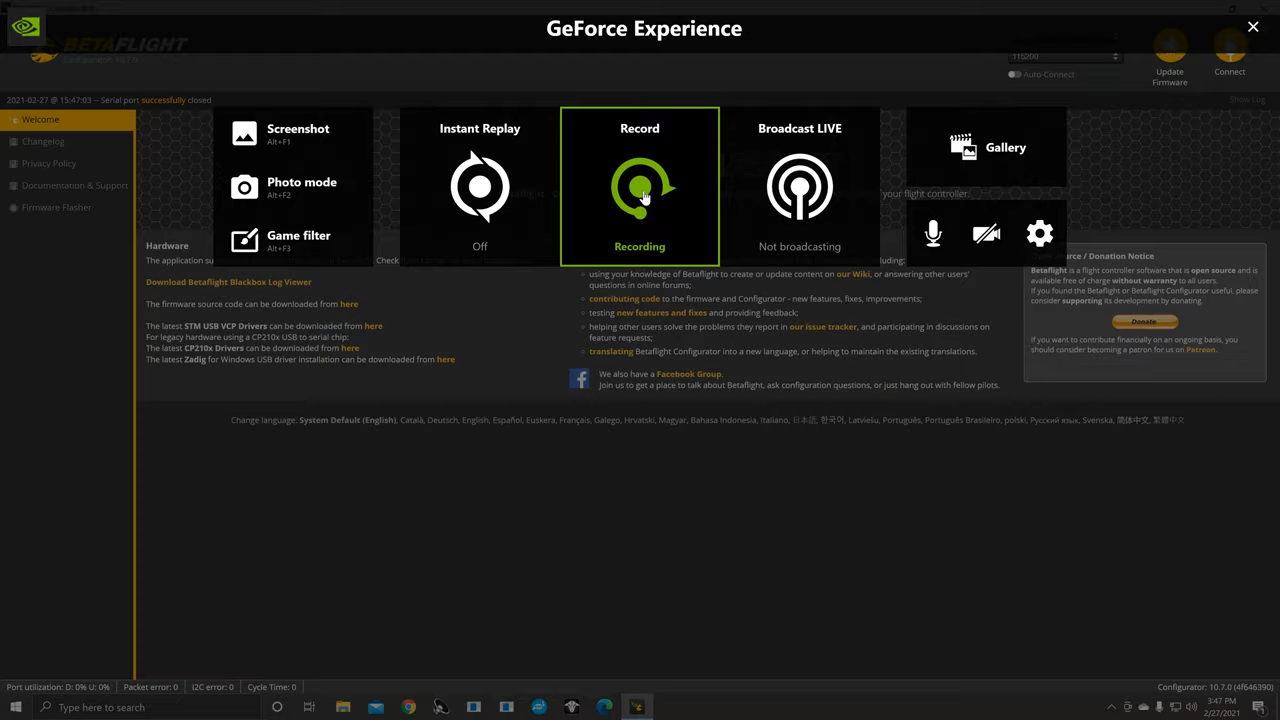 GeForce Experience
BETAFLIGHT
Configurator 10.7.0
115200
Auto-Connect
Update
Firmware
Connect
2021-02-27 @ 15:47:03 -- Serial port successfully closed
Show Log
Welcome
Changelog
Privacy Policy
Documentation & Support
Firmware Flasher
Screenshot
Alt+F1
Photo mode
Alt+F2
Game filter
Alt+F3
Instant Replay
Off
Record
Recording
Broadcast LIVE
Not broadcasting
Gallery
your flight controller.
Hardware
The application su
Download Betaflight Blackbox Log Viewer
The firmware source code can be downloaded from here
The latest STM USB VCP Drivers can be downloaded from here
For legacy hardware using a CP210x USB to serial chip:
The latest CP210x Drivers can be downloaded from here
The latest Zadig for Windows USB driver installation can be downloaded from here
including:
using your knowledge of Betaflight to create or update content on our Wiki, or answering other users'
questions in online forums;
contributing code to the firmware and Configurator - new features, fixes, improvements;
testing new features and fixes and providing feedback;
helping other users solve the problems they report in our issue tracker, and participating in discussions on
feature requests;
translating Betaflight Configurator into a new language, or helping to maintain the existing translations.
We also have a Facebook Group.
Join us to get a place to talk about Betaflight, ask configuration questions, or just hang out with fellow pilots.
/ Donation Notice
Betaflight is a flight controller software that is open source and is
available free of charge without warranty to all users.
If you found the Betaflight or Betaflight Configurator useful, please
consider supporting its development by donating.
Donate
If you want to contribute financially on an ongoing basis, you
should consider becoming a patron for us on Patreon.
Change language: System Default (English), Català, Deutsch, English, Español, Euskera, Français, Galego, Hrvatski, Magyar, Bahasa Indonesia, Italiano, 日本語, 한국어, Latviešu, Português, Português Brasileiro, polski, Русский язык, Svenska, 简体中文, 繁體中文
Port utilization: D: 0% U: 0%
Packet error: 0
I2C error: 0
Cycle Time: 0
Configurator: 10.7.0 (4f646390)
Type here to search
3:47 PM
2/27/2021